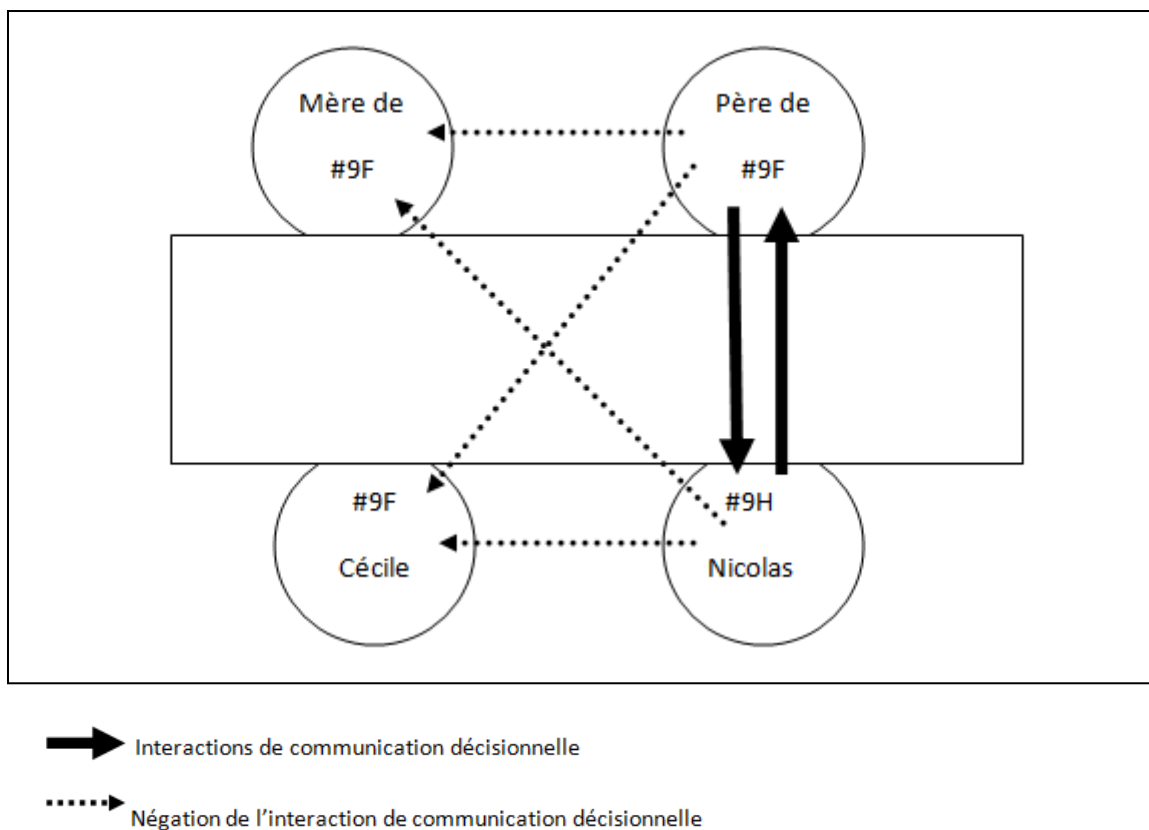 Mère de
#9F
Père de
#9F
#9F
Cécile
#9H
Nicolas
Interactions de communication décisionnelle
Négation de l'interaction de communication décisionnelle